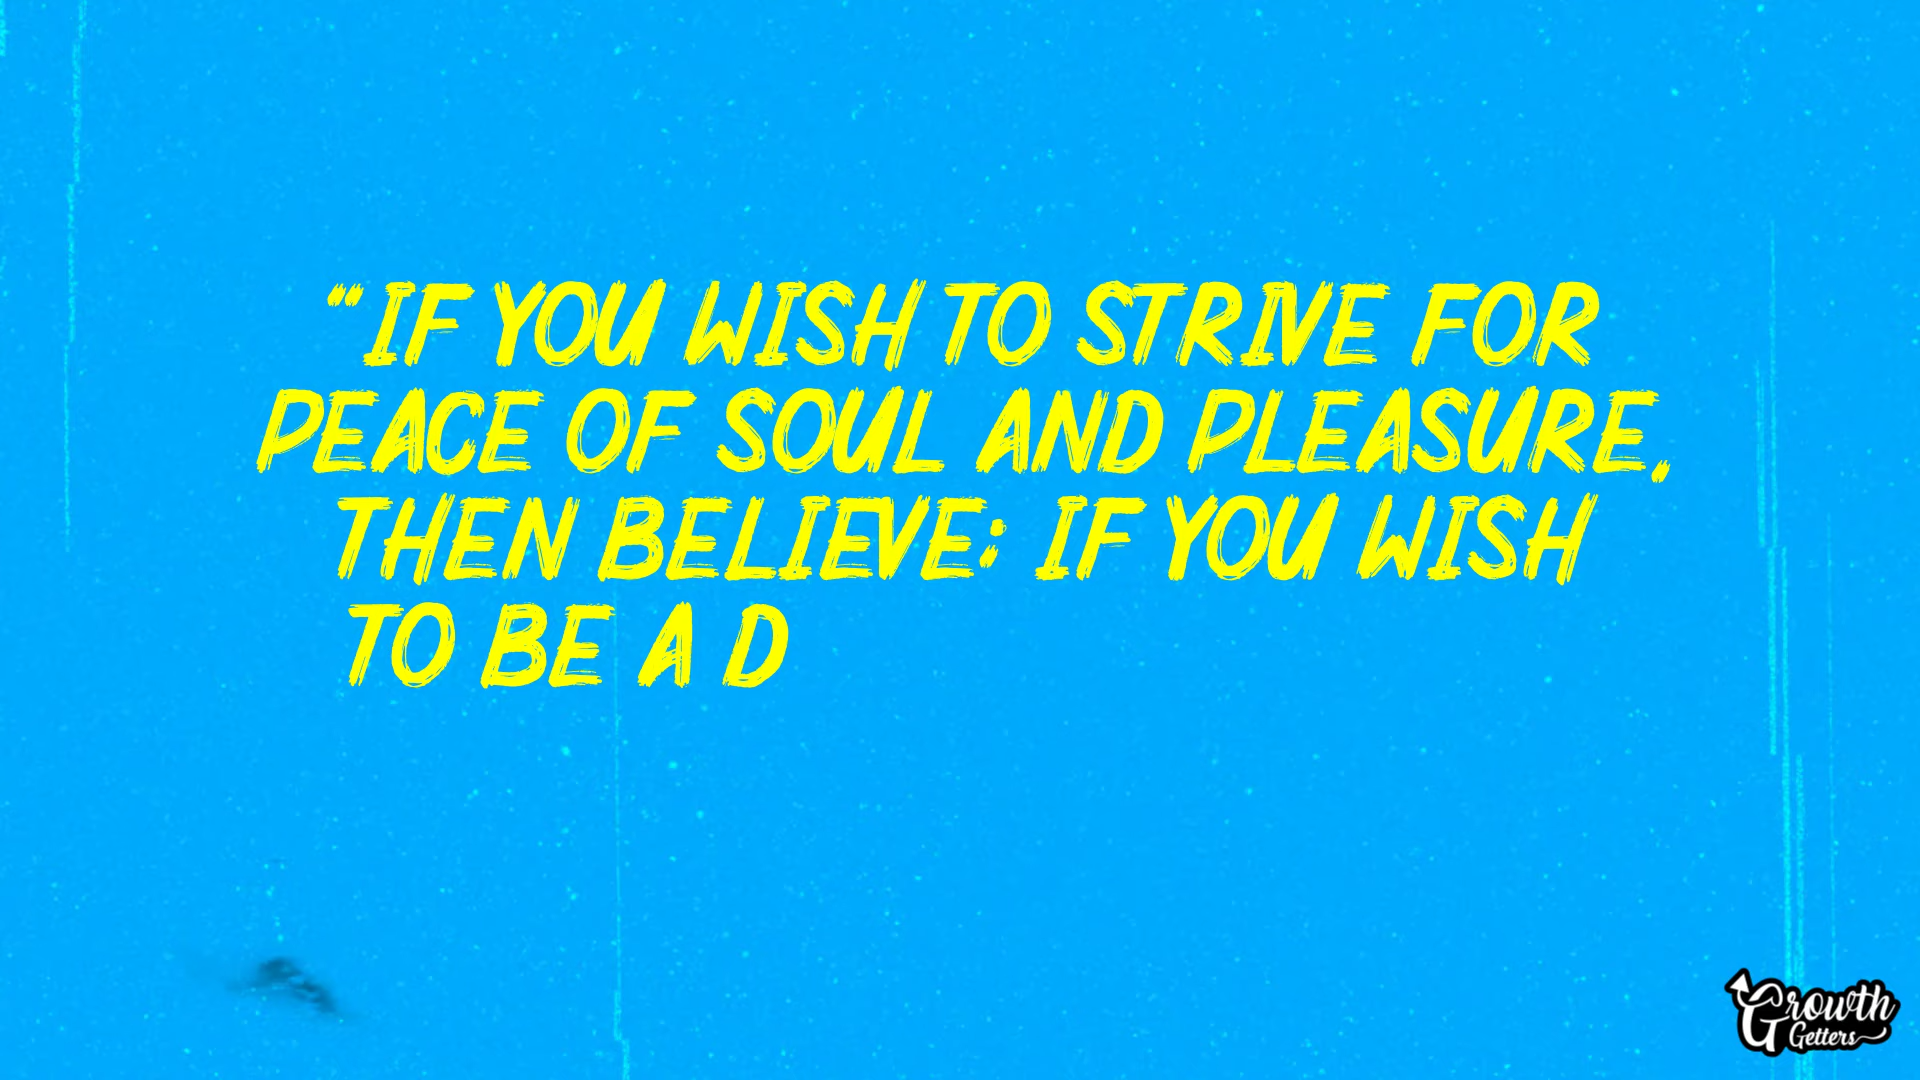 “IF YOU WISH TO STRIVE FOR
PEACE OF SOUL AND PLEASURE,
THEN BELIEVE; IF YOU WISH
TO BE A D
Growth
Getters